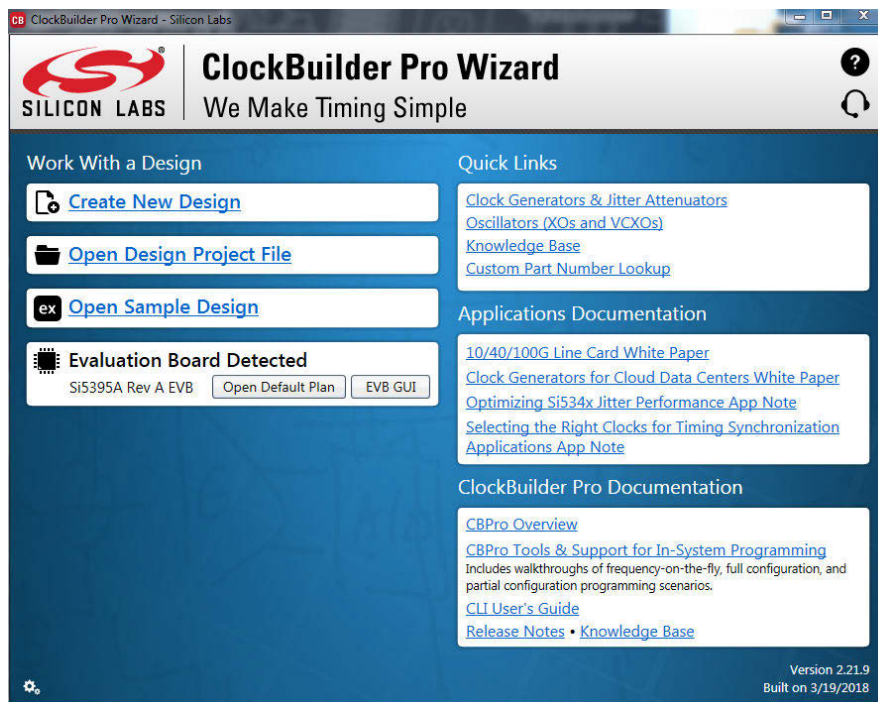 CB ClockBuilder Pro Wizard - Silicon Labs
SILICON LABS
ClockBuilder Pro Wizard
We Make Timing Simple
?
Work With a Design
Create New Design
Open Design Project File
ex Open Sample Design
Evaluation Board Detected
Si5395A Rev A EVB Open Default Plan EVB GUI
Quick Links
Clock Generators & Jitter Attenuators
Oscillators (XOs and VCXOs)
Knowledge Base
Custom Part Number Lookup
Applications Documentation
10/40/100G Line Card White Paper
Clock Generators for Cloud Data Centers White Paper
Optimizing Si534x Jitter Performance App Note
Selecting the Right Clocks for Timing Synchronization
Applications App Note
ClockBuilder Pro Documentation
CBPro Overview
CBPro Tools & Support for In-System Programming
Includes walkthroughs of frequency-on-the-fly, full configuration, and
partial configuration programming scenarios.
CLI User's Guide
Release Notes • Knowledge Base
Version 2.21.9
Built on 3/19/2018